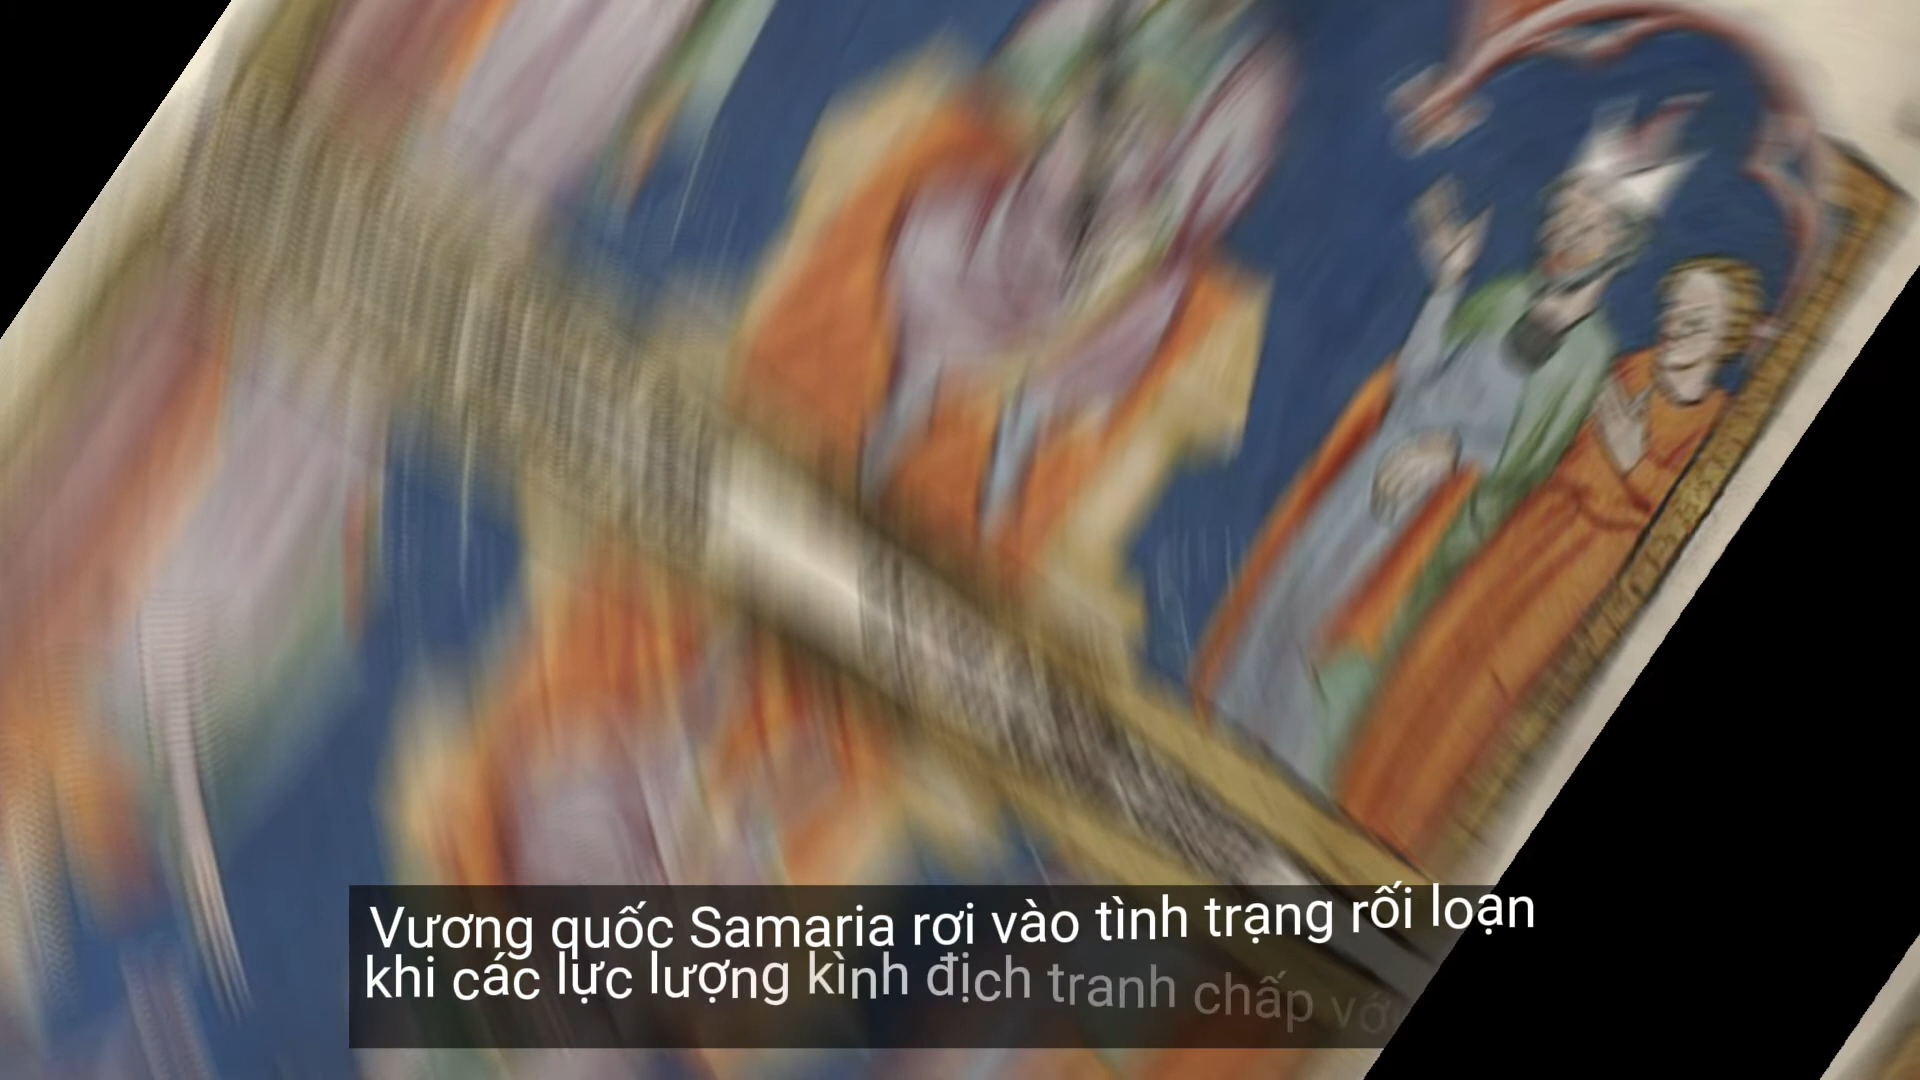 Vương quốc Samaria rơi vào tình trạng rối loạn
khi các lực lượng kình địch tranh chấp